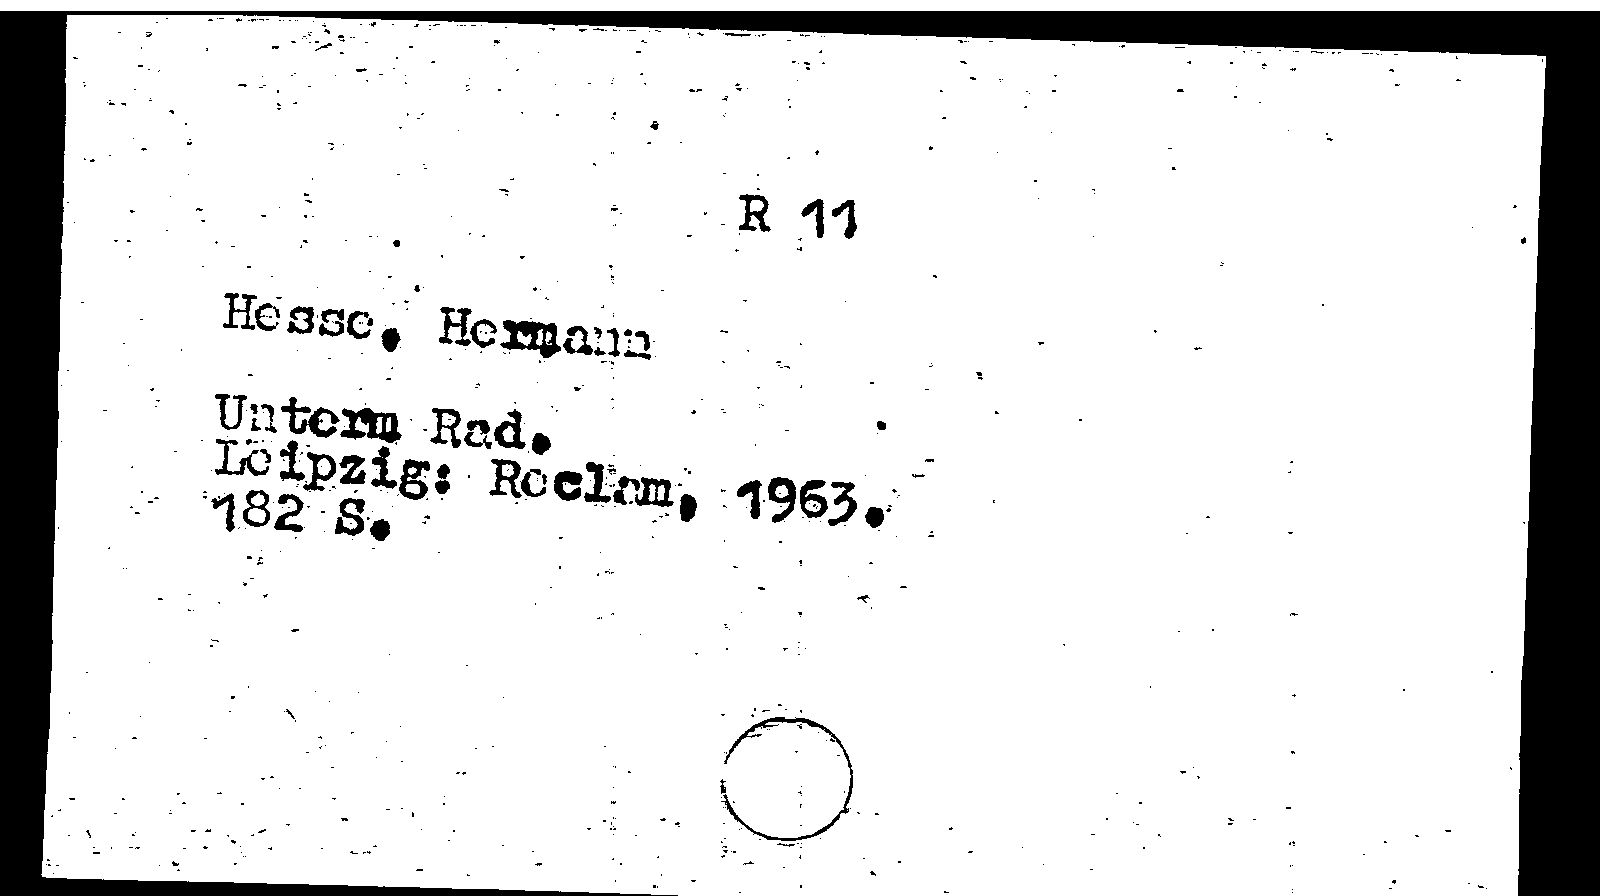 R 11
Hesse, Hermann
Unterm Rad.
Leipzig: Reclam, 1963.
182 S.